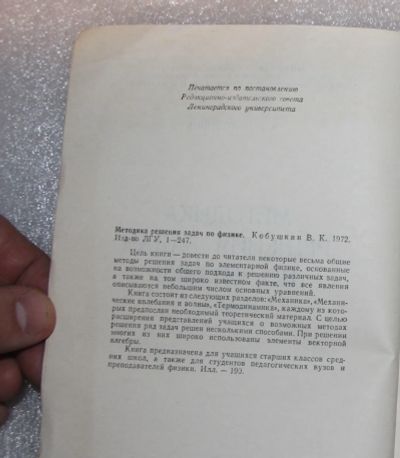 Печатается по постановлению
Редакционно-издательского совета
Ленинградского университета
Методика решения задач по физике. Кобушкин В. К. 1972.
Изд-во ЛГУ, 1—247.
Цель книги — довести до читателя некоторые весьма общие
методы решения задач по элементарной физике, основанные
на возможности общего подхода к решению различных задач,
а также на том широко известном факте, что все явления
описываются небольшим числом основных уравнений.
Книга состоит из следующих разделов: «Механика», «Механи-
ческие колебания и волны», «Термодинамика», каждому из кото-
рых предпослан необходимый теоретический материал. С целью
расширения представлений учащихся о возможных методах
решения ряд задач решен несколькими способами. При решении
многих из них широко использованы элементы векторной
алгебры.
Книга предназначена для учащихся старших классов сред-
них школ, а также для студентов педагогических вузов и
преподавателей физики. Илл. — 190.